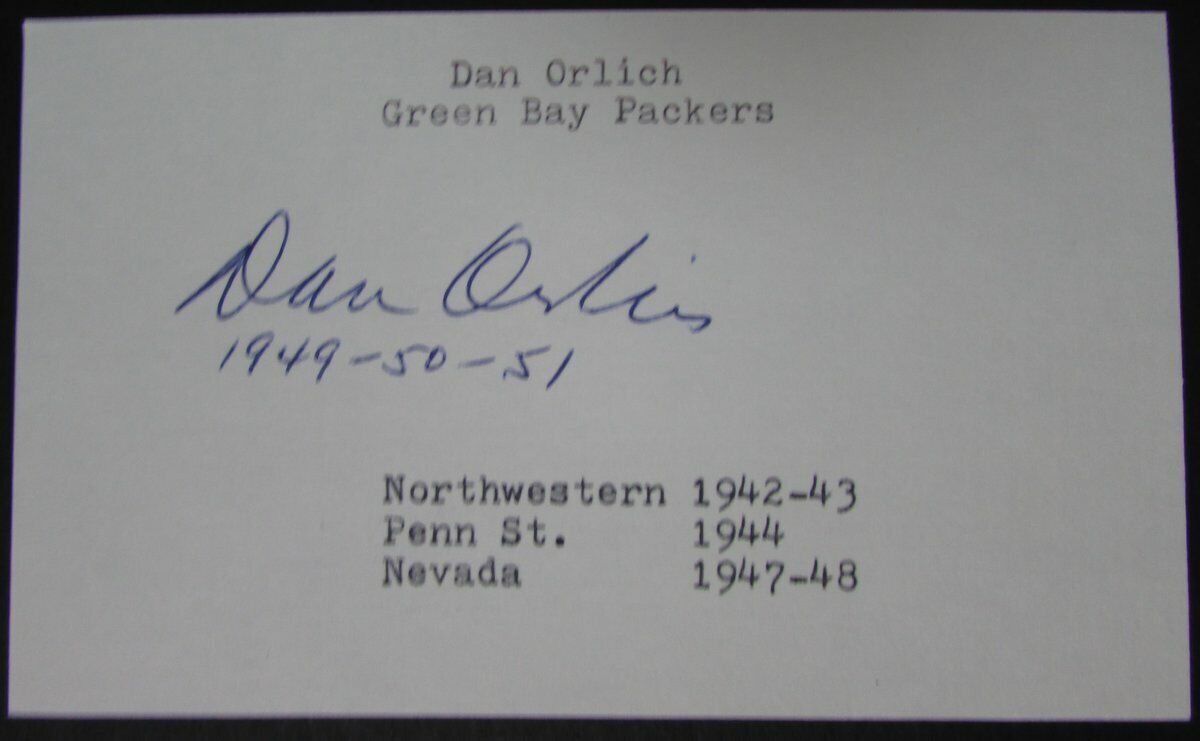 Dan Orlich
Green Bay Packers
Dan Orlich
1949-50-51
Northwestern 1942-43
Penn St. 1944
Nevada 1947-48